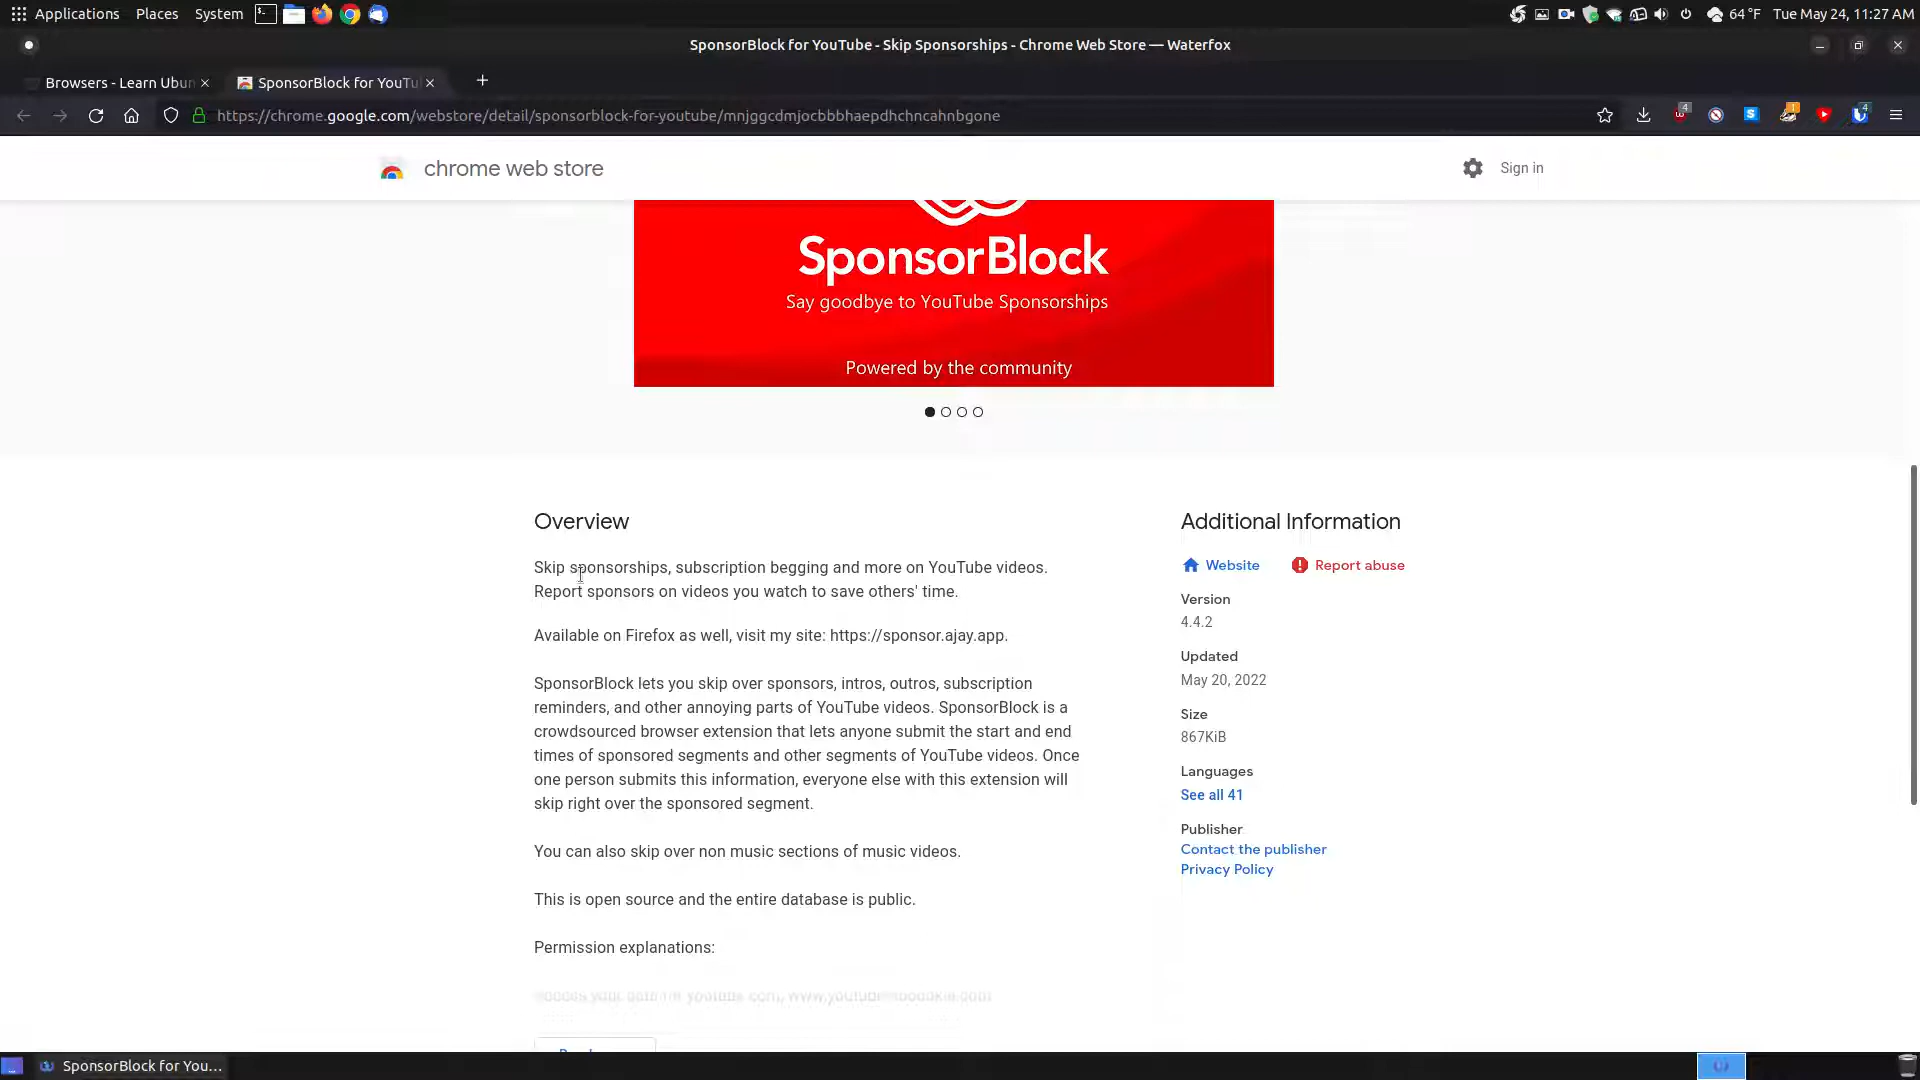 Applications Places System 64 °F Tue May 24, 11:27 AM
SponsorBlock for YouTube - Skip Sponsorships - Chrome Web Store — Waterfox
Browsers - Learn Ubun SponsorBlock for YouTu
https://chrome.google.com/webstore/detail/sponsorblock-for-youtube/mnjggcdmjocbbbhaepdhchncahnbgone 4 1 4
chrome web store Sign in
SponsorBlock
Say goodbye to YouTube Sponsorships
Powered by the community
Overview
Skip sponsorships, subscription begging and more on YouTube videos.
Report sponsors on videos you watch to save others' time.
Available on Firefox as well, visit my site: https://sponsor.ajay.app.
SponsorBlock lets you skip over sponsors, intros, outros, subscription
reminders, and other annoying parts of YouTube videos. SponsorBlock is a
crowdsourced browser extension that lets anyone submit the start and end
times of sponsored segments and other segments of YouTube videos. Once
one person submits this information, everyone else with this extension will
skip right over the sponsored segment.
You can also skip over non music sections of music videos.
This is open source and the entire database is public.
Permission explanations:
Additional Information
Website Report abuse
Version
4.4.2
Updated
May 20, 2022
Size
867KiB
Languages
See all 41
Publisher
Contact the publisher
Privacy Policy
SponsorBlock for You...